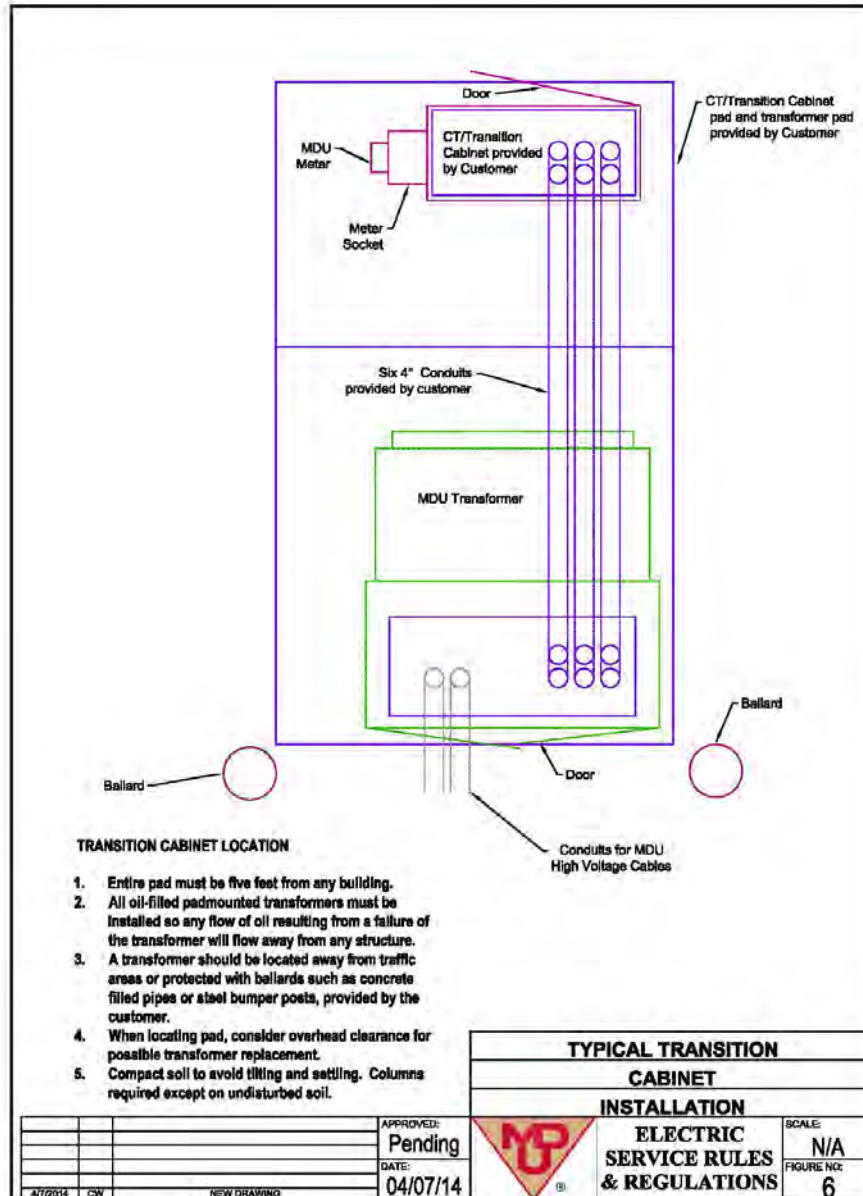 Door
CT/Transition Cabinet
pad and transformer pad
provided by Customer
CT/Transition
Cabinet provided
by Customer
MDU
Meter
Meter
Socket
Six 4" Conduits
provided by customer
MDU Transformer
Ballard
Ballard
Door
Conduits for MDU
High Voltage Cables
TRANSITION CABINET LOCATION
1. Entire pad must be five feet from any building.
2. All oil-filled padmounted transformers must be
installed so any flow of oil resulting from a failure of
the transformer will flow away from any structure.
3. A transformer should be located away from traffic
areas or protected with ballards such as concrete
filled pipes or steel bumper posts, provided by the
customer.
4. When locating pad, consider overhead clearance for
possible transformer replacement.
5. Compact soil to avoid tilting and settling. Columns
required except on undisturbed soil.
TYPICAL TRANSITION
CABINET
INSTALLATION
APPROVED:
Pending
DATE:
04/07/14
MDU
®
ELECTRIC
SERVICE RULES
& REGULATIONS
SCALE:
N/A
FIGURE NO:
6
4/7/2014 CW NEW DRAWING